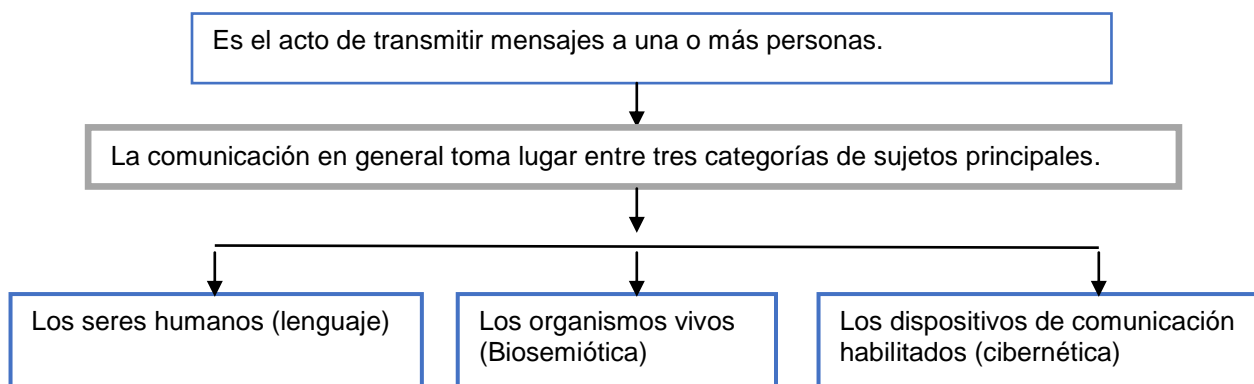 Es el acto de transmitir mensajes a una o más personas.
La comunicación en general toma lugar entre tres categorías de sujetos principales.
Los seres humanos (lenguaje)
Los organismos vivos
(Biosemiótica)
Los dispositivos de comunicación
habilitados (cibernética)